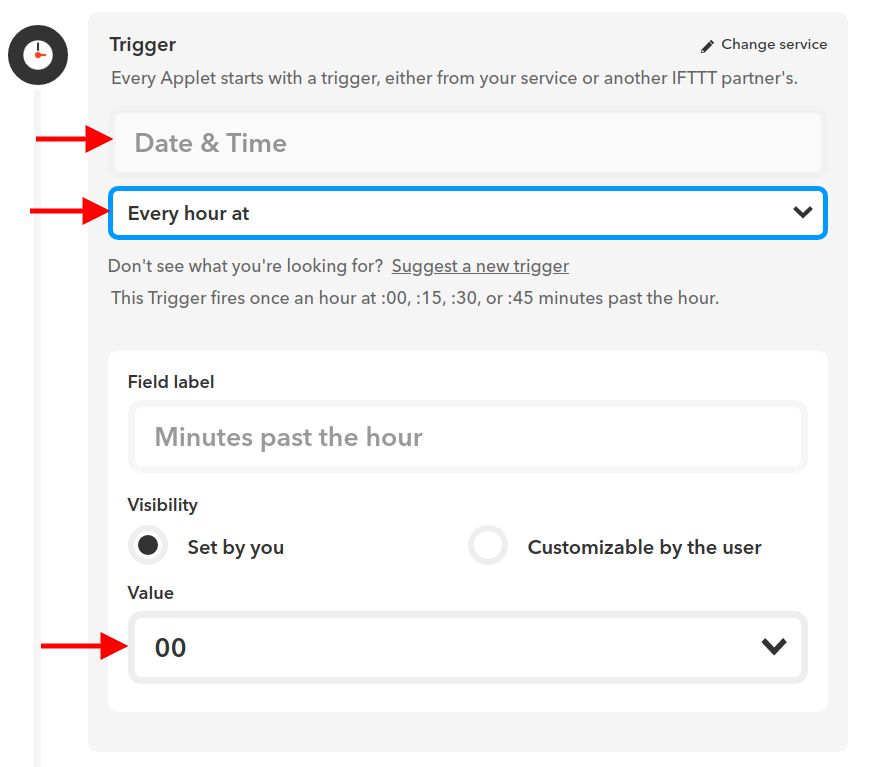 Trigger
Change service
Every Applet starts with a trigger, either from your service or another IFTTT partner's.
Date & Time
Every hour at
Don't see what you're looking for? Suggest a new trigger
This Trigger fires once an hour at :00, :15, :30, or :45 minutes past the hour.
Field label
Minutes past the hour
Visibility
Set by you
Customizable by the user
Value
00